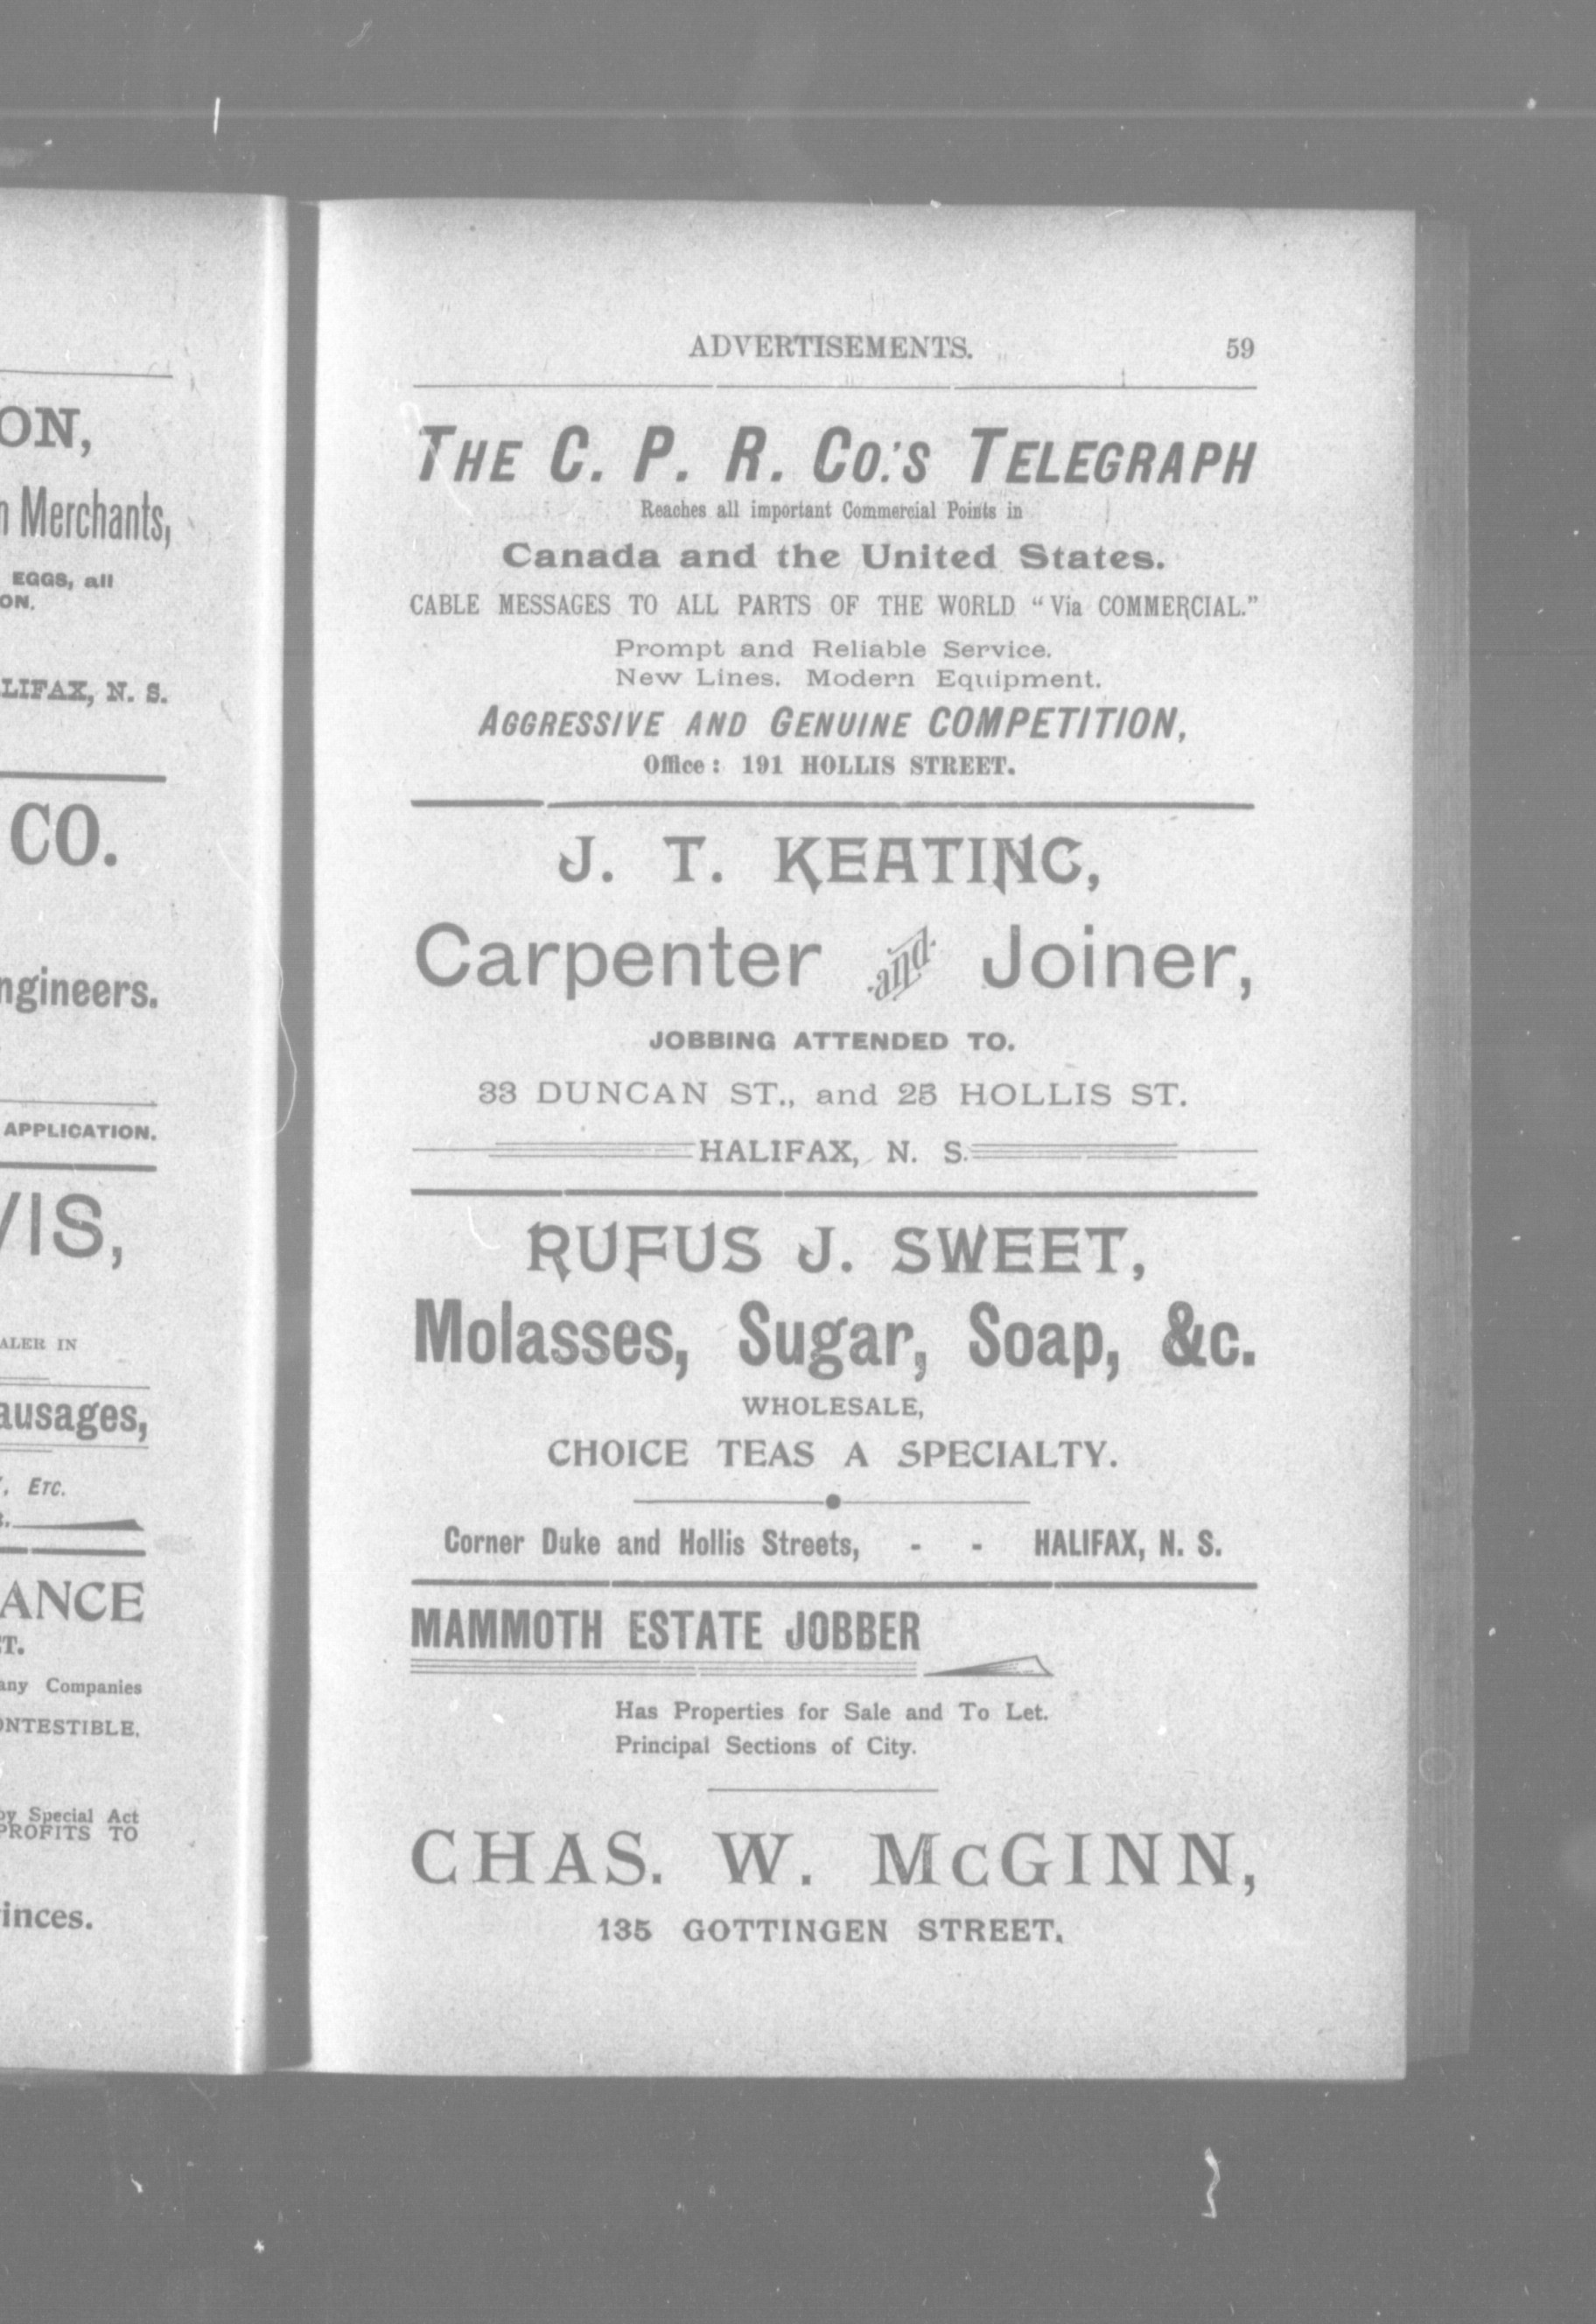 ON,
Merchants,
EGGS, all
ON.
LIFAX, N. S.
CO.
ngineers.
APPLICATION.
VIS,
ALER IN
ausages,
ETC.
ANCE
T.
any Companies
ONTESTIBLE.
by Special Act
PROFITS TO
inces.
ADVERTISEMENTS. 59
THE C. P. R. CO.'S TELEGRAPH
Reaches all important Commercial Points in
Canada and the United States.
CABLE MESSAGES TO ALL PARTS OF THE WORLD "Via COMMERCIAL."
Prompt and Reliable Service.
New Lines. Modern Equipment.
AGGRESSIVE AND GENUINE COMPETITION,
Office: 191 HOLLIS STREET.
J. T. KEATING,
Carpenter and Joiner,
JOBBING ATTENDED TO.
33 DUNCAN ST., and 25 HOLLIS ST.
HALIFAX, N. S.
RUFUS J. SWEET,
Molasses, Sugar, Soap, &c.
WHOLESALE,
CHOICE TEAS A SPECIALTY.
Corner Duke and Hollis Streets, - - HALIFAX, N. S.
MAMMOTH ESTATE JOBBER
Has Properties for Sale and To Let.
Principal Sections of City.
CHAS. W. McGINN,
135 GOTTINGEN STREET.